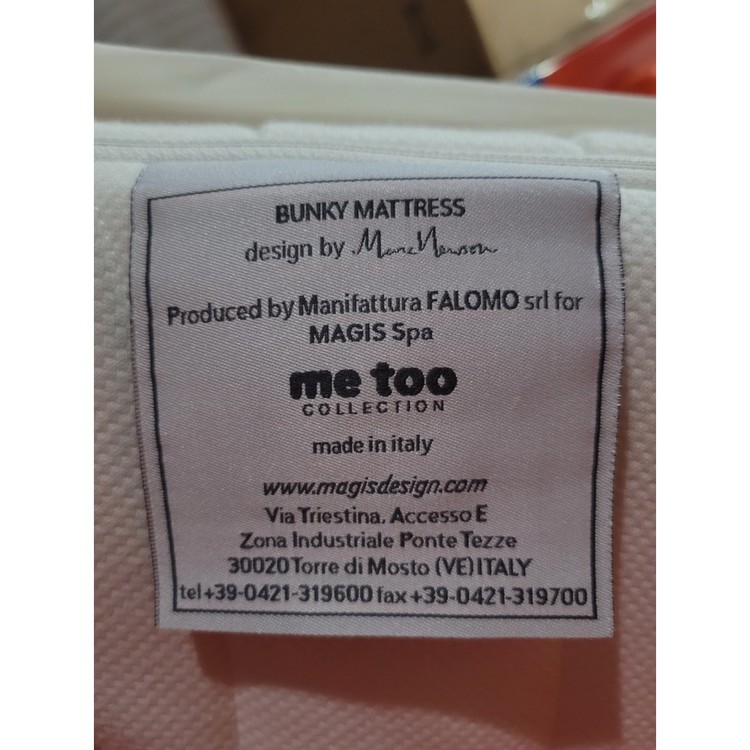 BUNKY MATTRESS
design by Marc Newson
Produced by Manifattura FALOMO srl for
MAGIS Spa
me too
COLLECTION
made in italy
www.magisdesign.com
Via Triestina, Accesso E
Zona Industriale Ponte Tezze
30020 Torre di Mosto (VE) ITALY
tel +39-0421-319600 fax +39-0421-319700